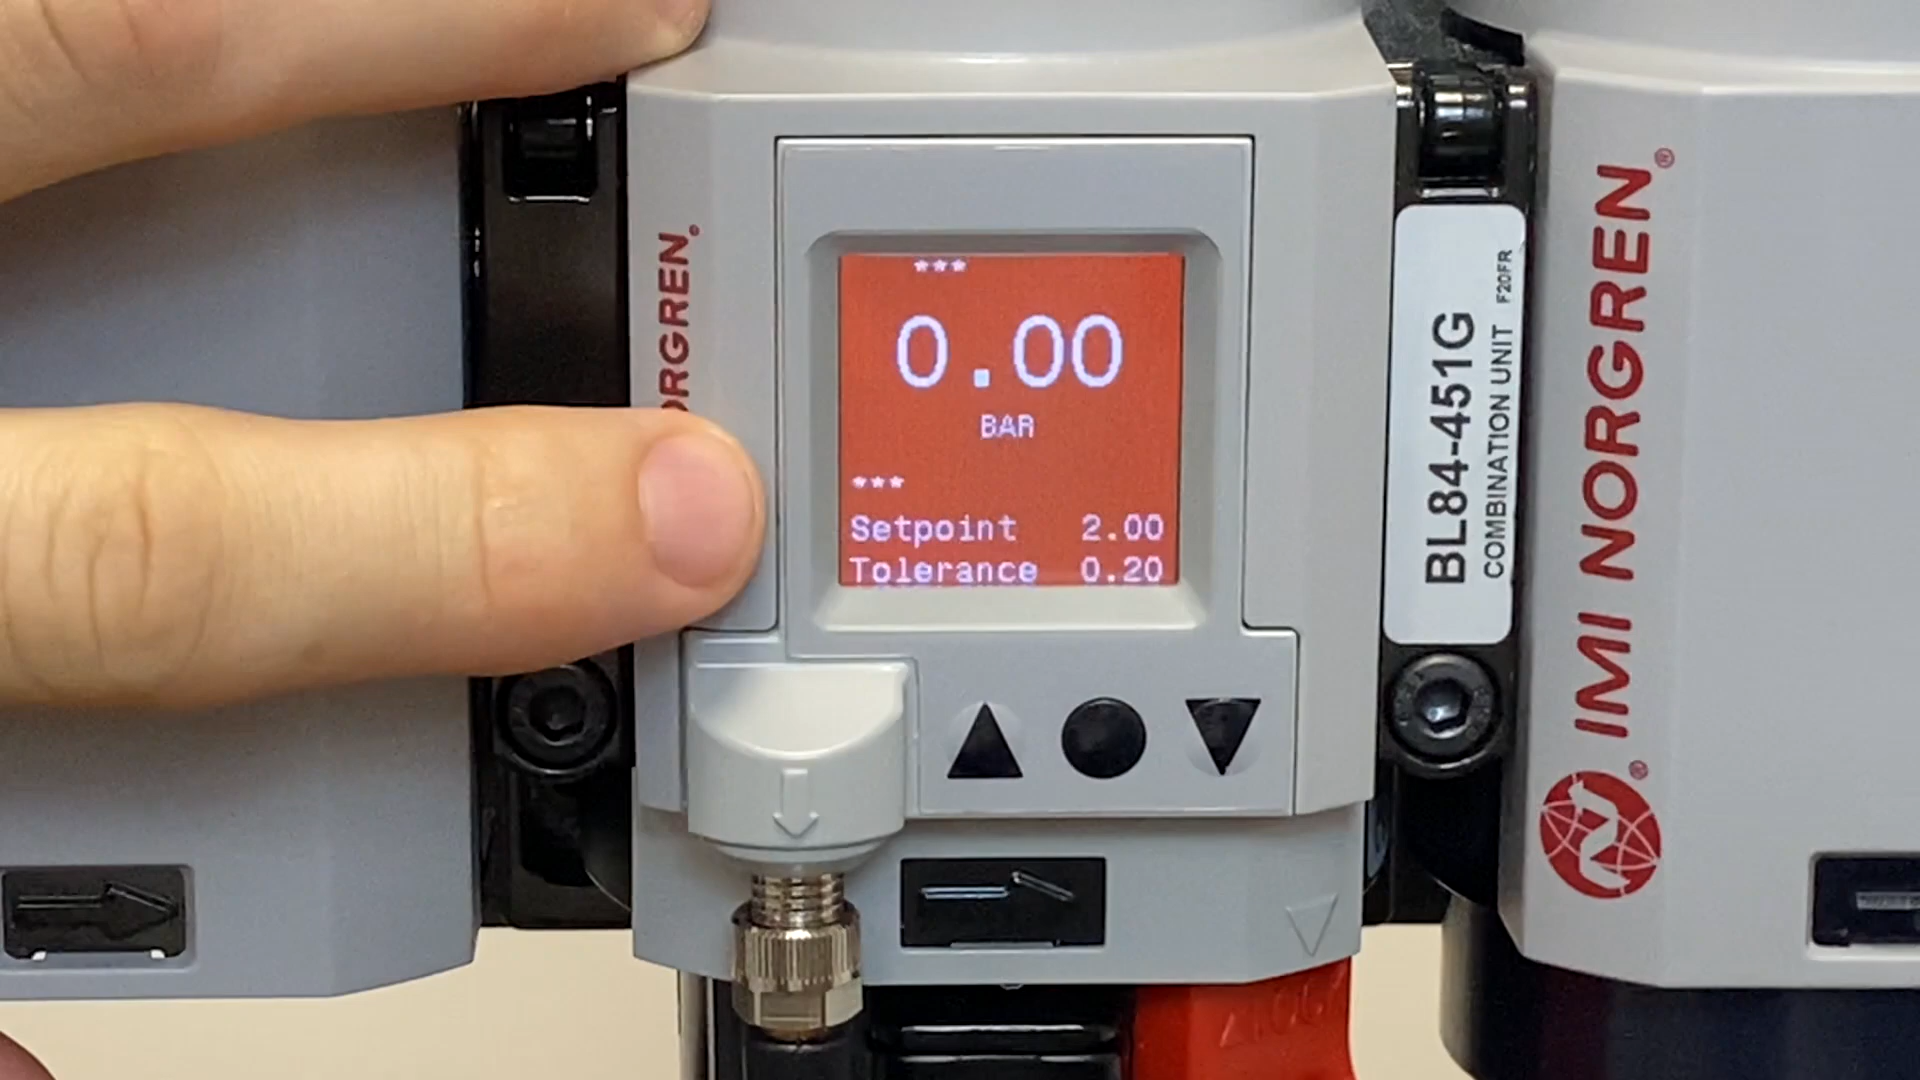 ***
0.00
BAR
***
Setpoint 2.00
Tolerance 0.20
NORGREN®
BL84-451G
COMBINATION UNIT F20FR
IMI NORGREN®